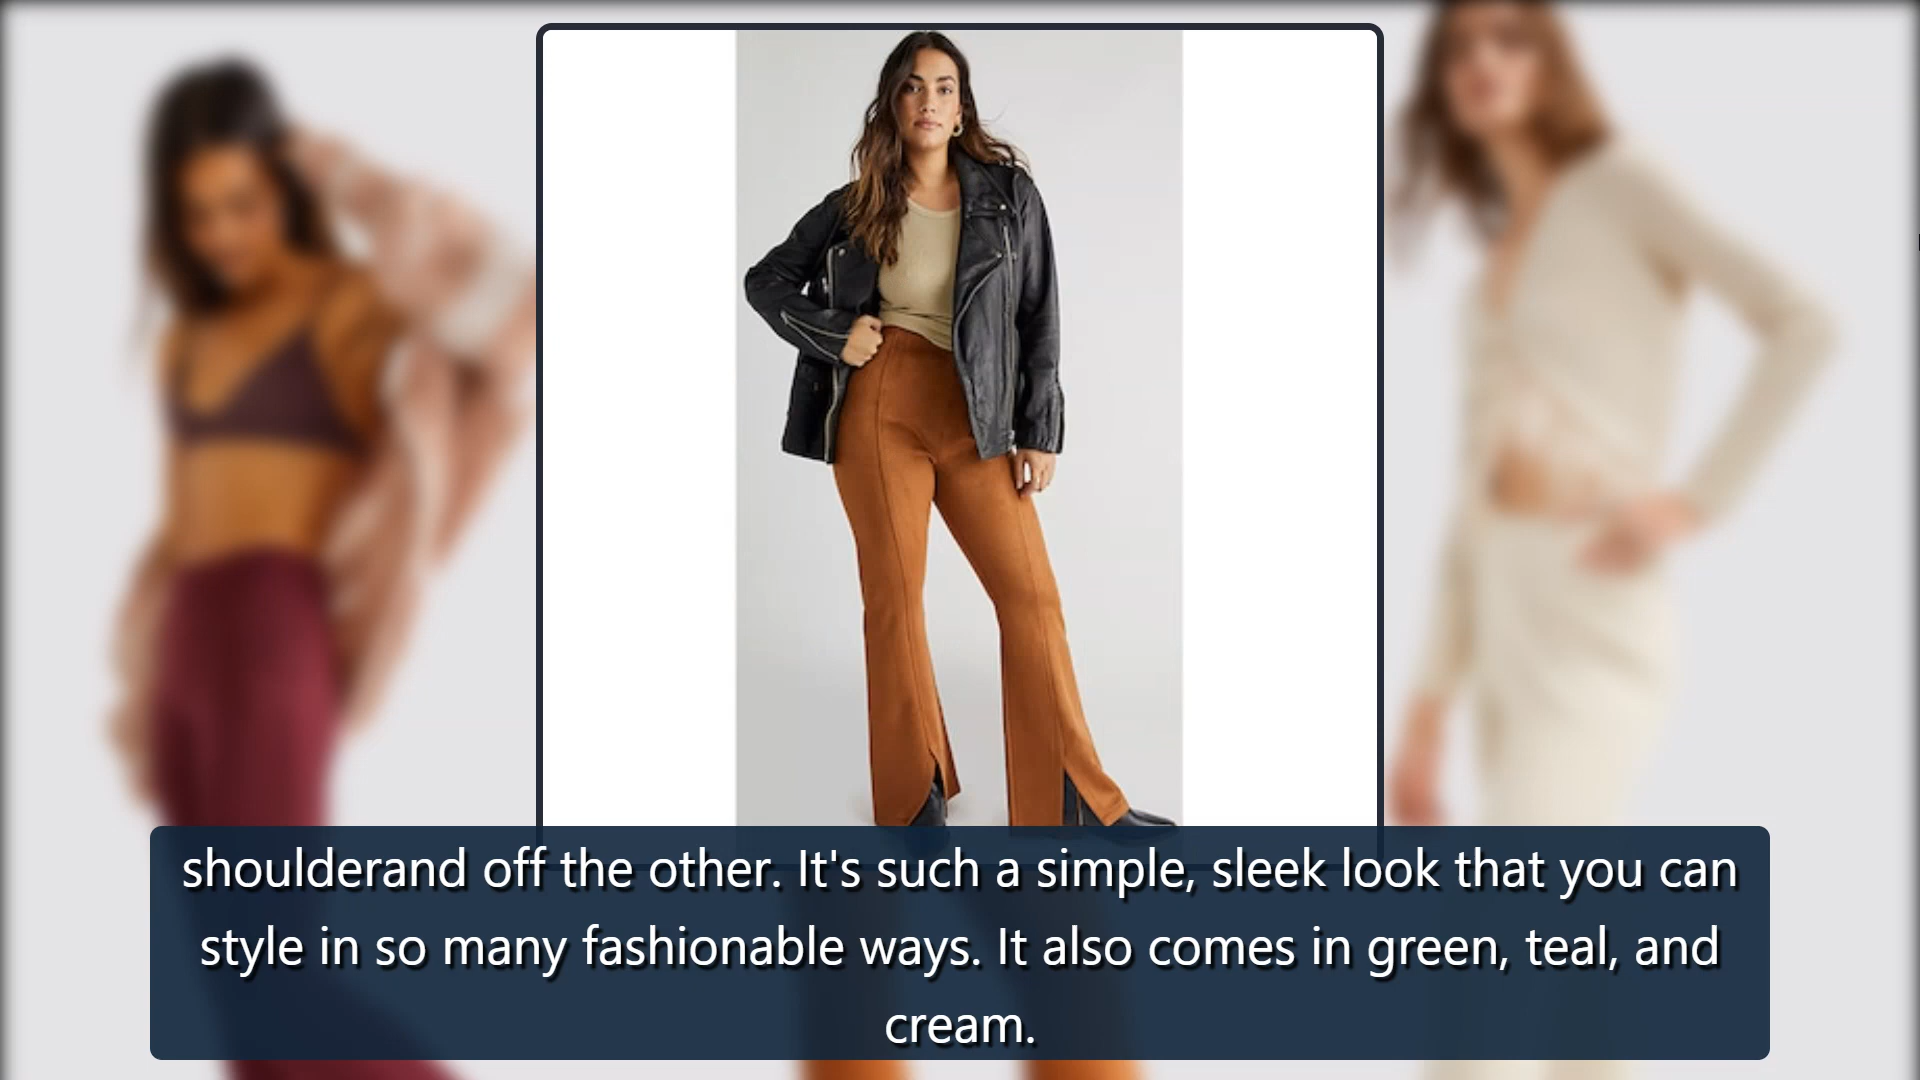 shoulderand off the other. It's such a simple, sleek look that you can
style in so many fashionable ways. It also comes in green, teal, and
cream.